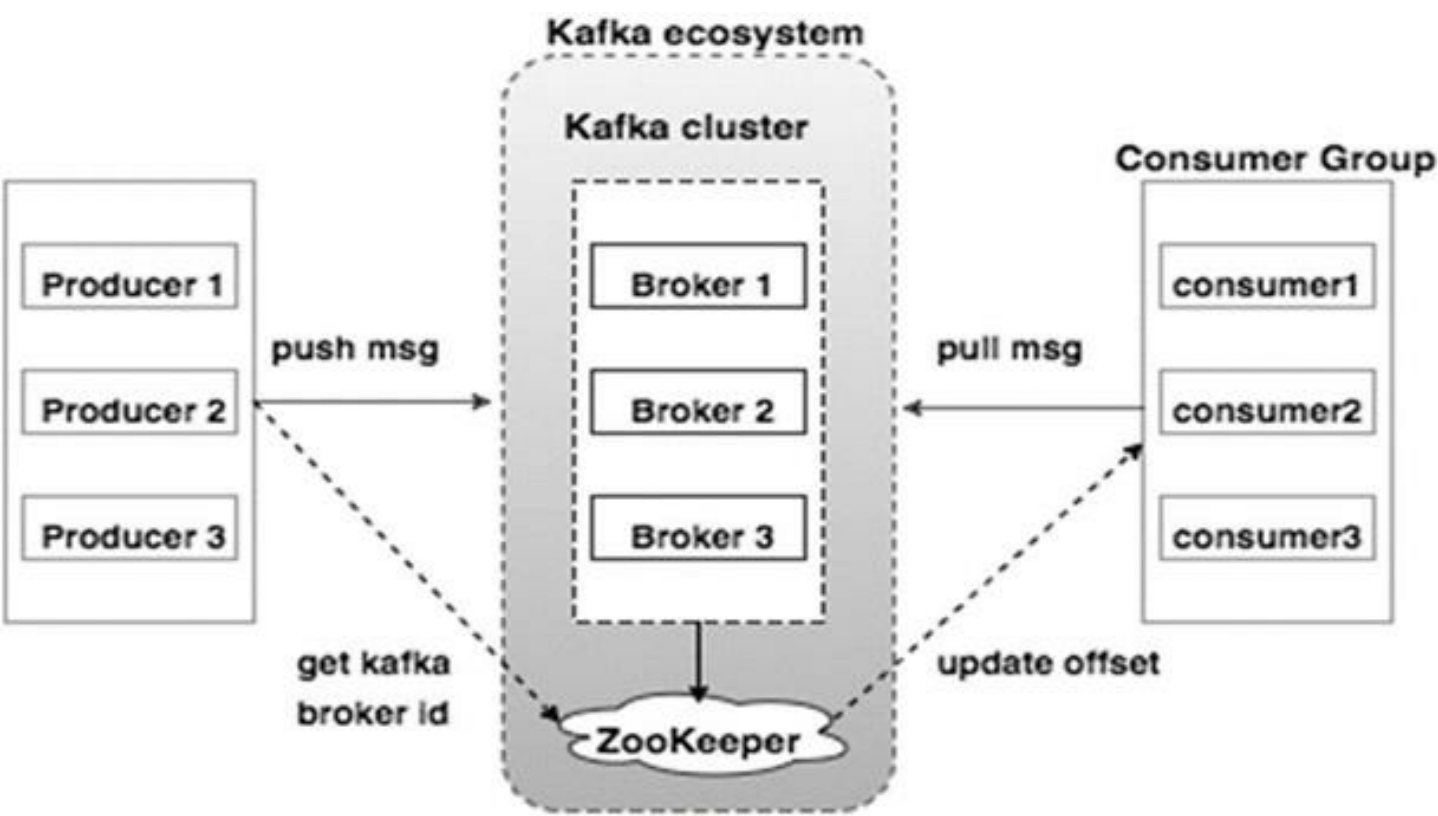 Kafka ecosystem
Kafka cluster
Consumer Group
Producer 1
Broker 1
consumer1
push msg
pull msg
Producer 2
Broker 2
consumer2
Producer 3
Broker 3
consumer3
get kafka
broker id
update offset
ZooKeeper